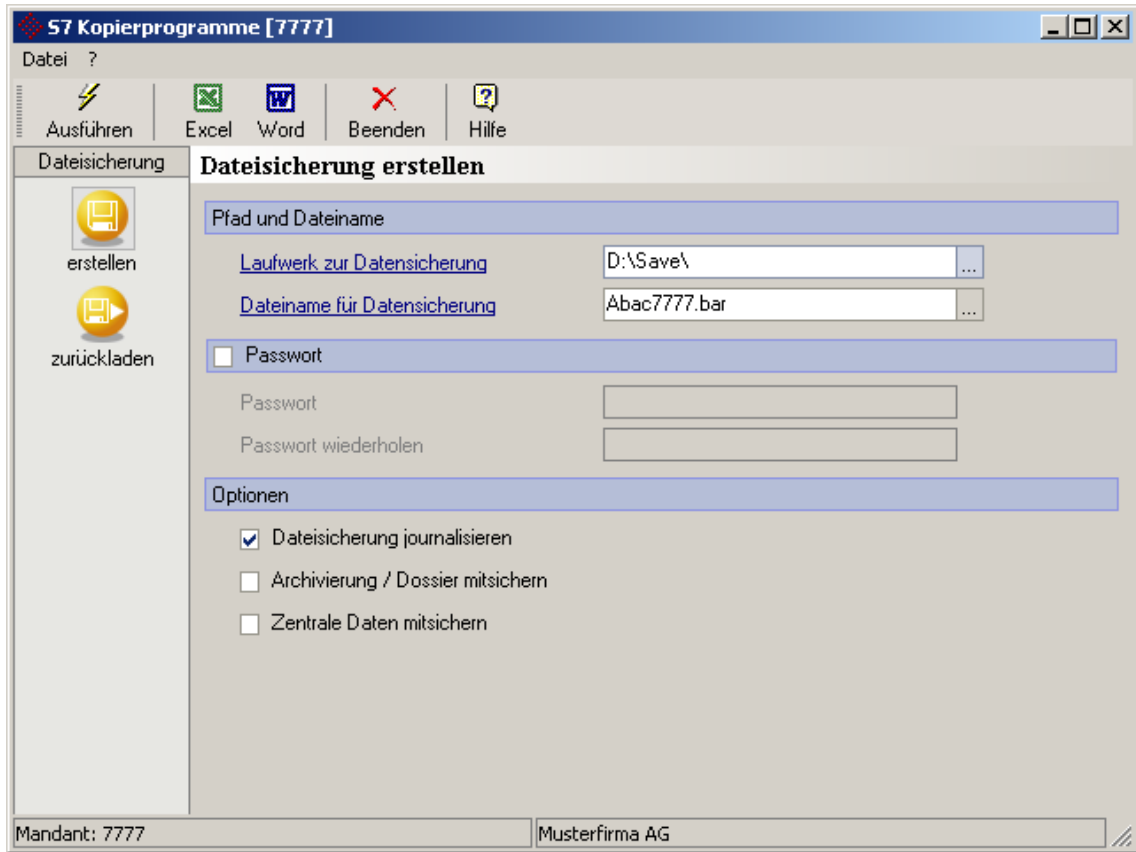 S7 Kopierprogramme [7777]
Datei ?
Ausführen Excel Word Beenden Hilfe
Dateisicherung
erstellen
zurückladen
Dateisicherung erstellen
Pfad und Dateiname
Laufwerk zur Datensicherung D:\Save\ ...
Dateiname für Datensicherung Abac7777.bar ...
Passwort
Passwort
Passwort wiederholen
Optionen
Dateisicherung journalisieren
Archivierung / Dossier mitsichern
Zentrale Daten mitsichern
Mandant: 7777 Musterfirma AG